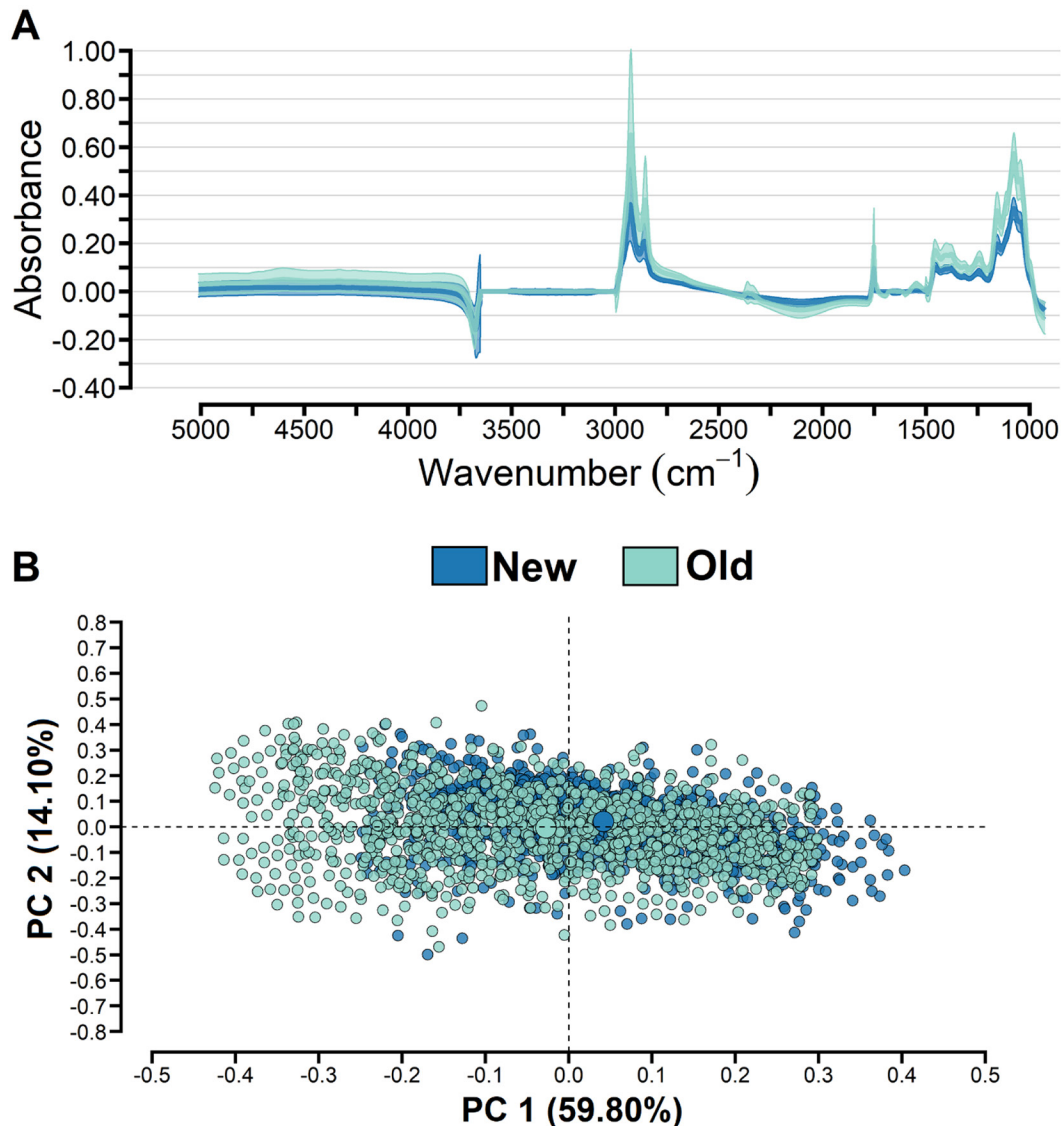 A
Absorbance
1.00
0.80
0.60
0.40
0.20
0.00
-0.20
-0.40
5000 4500 4000 3500 3000 2500 2000 1500 1000
Wavenumber (cm⁻¹)
B
New Old
PC 2 (14.10%)
0.8
0.7
0.6
0.5
0.4
0.3
0.2
0.1
0.0
-0.1
-0.2
-0.3
-0.4
-0.5
-0.6
-0.7
-0.8
-0.5 -0.4 -0.3 -0.2 -0.1 0.0 0.1 0.2 0.3 0.4 0.5
PC 1 (59.80%)